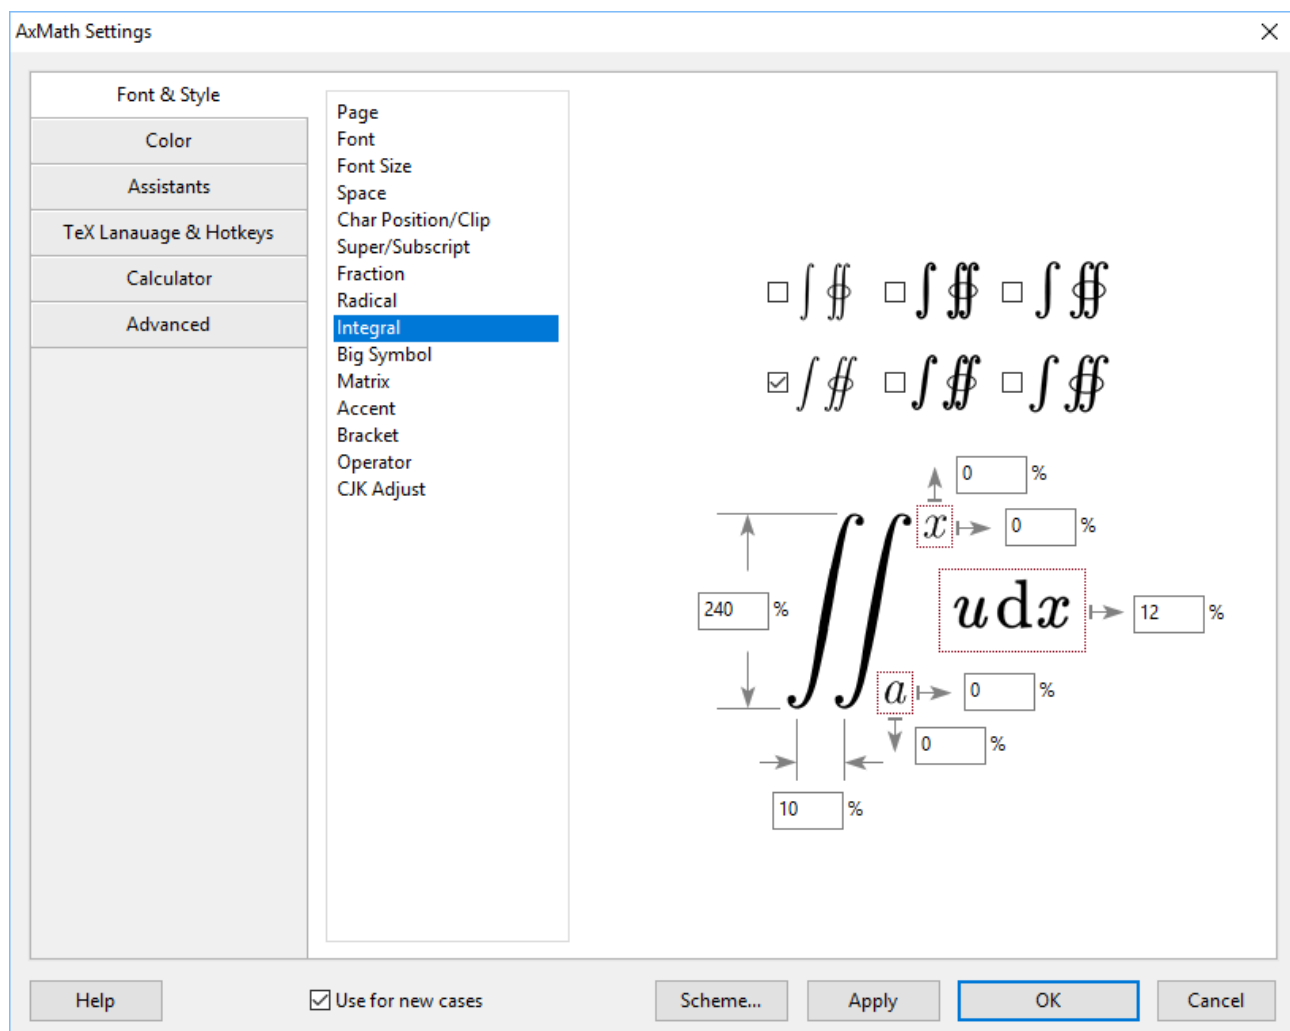 AxMath Settings
Font & Style
Color
Assistants
TeX Lanauage & Hotkeys
Calculator
Advanced
Page
Font
Font Size
Space
Char Position/Clip
Super/Subscript
Fraction
Radical
Integral
Big Symbol
Matrix
Accent
Bracket
Operator
CJK Adjust
∫ ∯ ∫ ∯ ∫ ∯
∫ ∯ ∫ ∯ ∫ ∯
0 %
x 0 %
240 %
∬ u dx 12 %
a 0 %
0 %
10 %
Help
Use for new cases
Scheme...
Apply
OK
Cancel